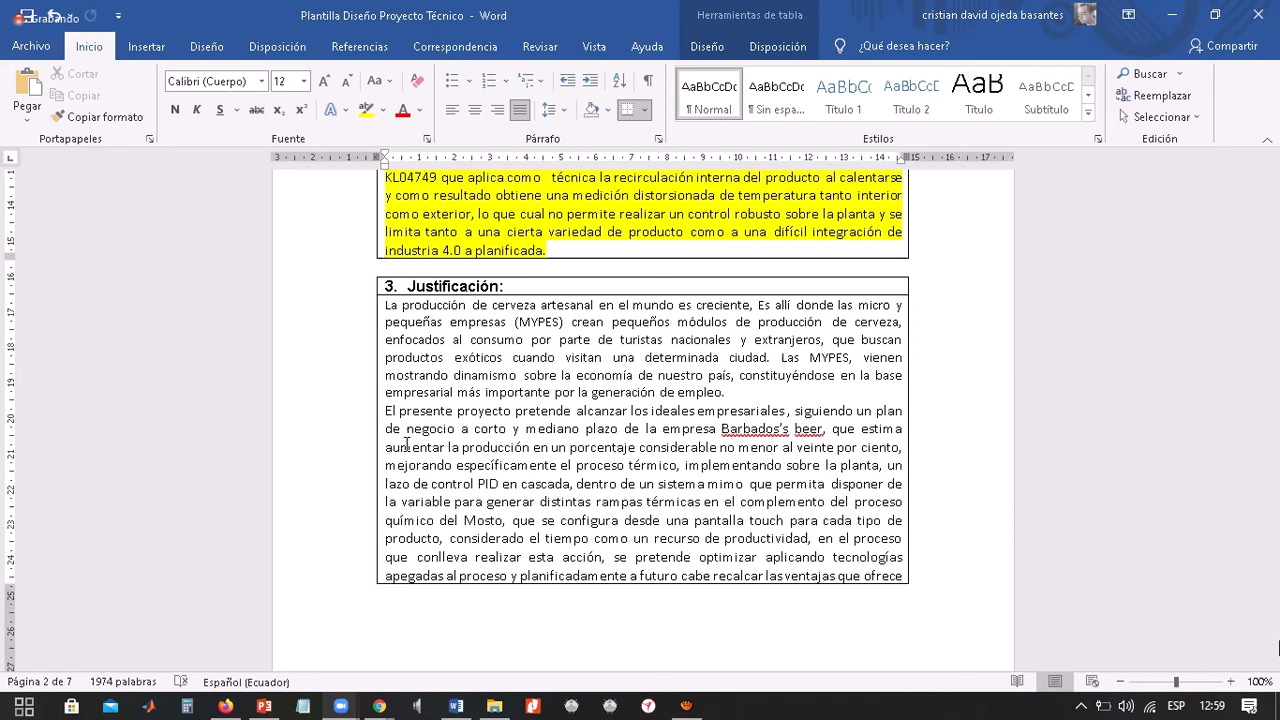 Grabando
Plantilla Diseño Proyecto Técnico - Word
Herramientas de tabla
cristian david ojeda basantes
Archivo Inicio Insertar Diseño Disposición Referencias Correspondencia Revisar Vista Ayuda Diseño Disposición ¿Qué desea hacer? Compartir
Pegar
Cortar
Copiar
Copiar formato
Portapapeles
Calibri (Cuerpo) 12
N K S abc x₂ x²
Fuente
Párrafo
AaBbCcDc AaBbCcDc AaBbCc AaBbCcD AaB AaBbCcDc
¶ Normal ¶ Sin espa... Título 1 Título 2 Título Subtítulo
Estilos
Buscar
Reemplazar
Seleccionar
Edición
KL04749 que aplica como técnica la recirculación interna del producto al calentarse
y como resultado obtiene una medición distorsionada de temperatura tanto interior
como exterior, lo que cual no permite realizar un control robusto sobre la planta y se
limita tanto a una cierta variedad de producto como a una difícil integración de
industria 4.0 a planificada.
3. Justificación:
La producción de cerveza artesanal en el mundo es creciente, Es allí donde las micro y
pequeñas empresas (MYPES) crean pequeños módulos de producción de cerveza,
enfocados al consumo por parte de turistas nacionales y extranjeros, que buscan
productos exóticos cuando visitan una determinada ciudad. Las MYPES, vienen
mostrando dinamismo sobre la economía de nuestro país, constituyéndose en la base
empresarial más importante por la generación de empleo.
El presente proyecto pretende alcanzar los ideales empresariales, siguiendo un plan
de negocio a corto y mediano plazo de la empresa Barbados's beer, que estima
aumentar la producción en un porcentaje considerable no menor al veinte por ciento,
mejorando específicamente el proceso térmico, implementando sobre la planta, un
lazo de control PID en cascada, dentro de un sistema mimo que permita disponer de
la variable para generar distintas rampas térmicas en el complemento del proceso
químico del Mosto, que se configura desde una pantalla touch para cada tipo de
producto, considerado el tiempo como un recurso de productividad, en el proceso
que conlleva realizar esta acción, se pretende optimizar aplicando tecnologías
apegadas al proceso y planificadamente a futuro cabe recalcar las ventajas que ofrece
Página 2 de 7 1974 palabras Español (Ecuador) 100%
ESP 12:59